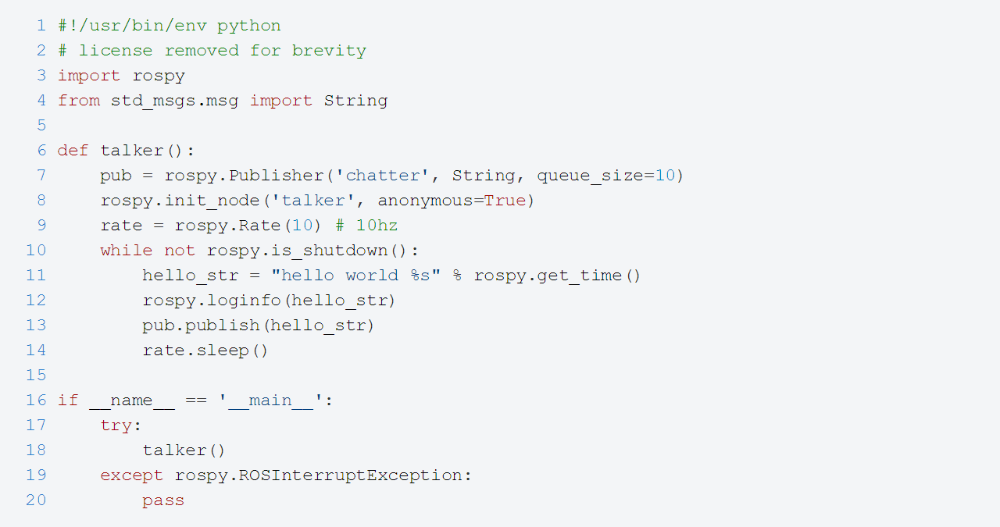 1 #!/usr/bin/env python
2 # license removed for brevity
3 import rospy
4 from std_msgs.msg import String
5
6 def talker():
7     pub = rospy.Publisher('chatter', String, queue_size=10)
8     rospy.init_node('talker', anonymous=True)
9     rate = rospy.Rate(10) # 10hz
10     while not rospy.is_shutdown():
11         hello_str = "hello world %s" % rospy.get_time()
12         rospy.loginfo(hello_str)
13         pub.publish(hello_str)
14         rate.sleep()
15
16 if __name__ == '__main__':
17     try:
18         talker()
19     except rospy.ROSInterruptException:
20         pass